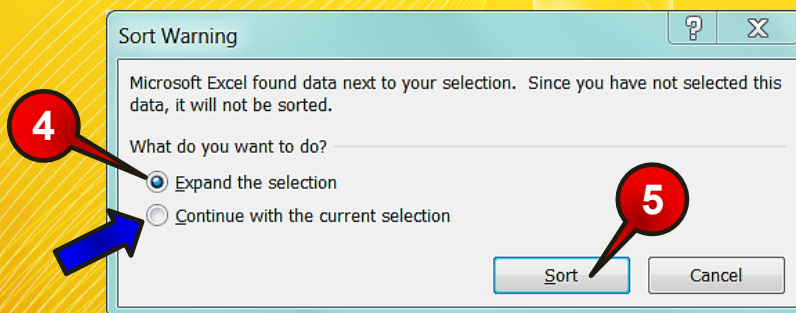 Sort Warning
?
X
Microsoft Excel found data next to your selection.  Since you have not selected this
data, it will not be sorted.
4
What do you want to do?
Expand the selection
Continue with the current selection
5
Sort
Cancel